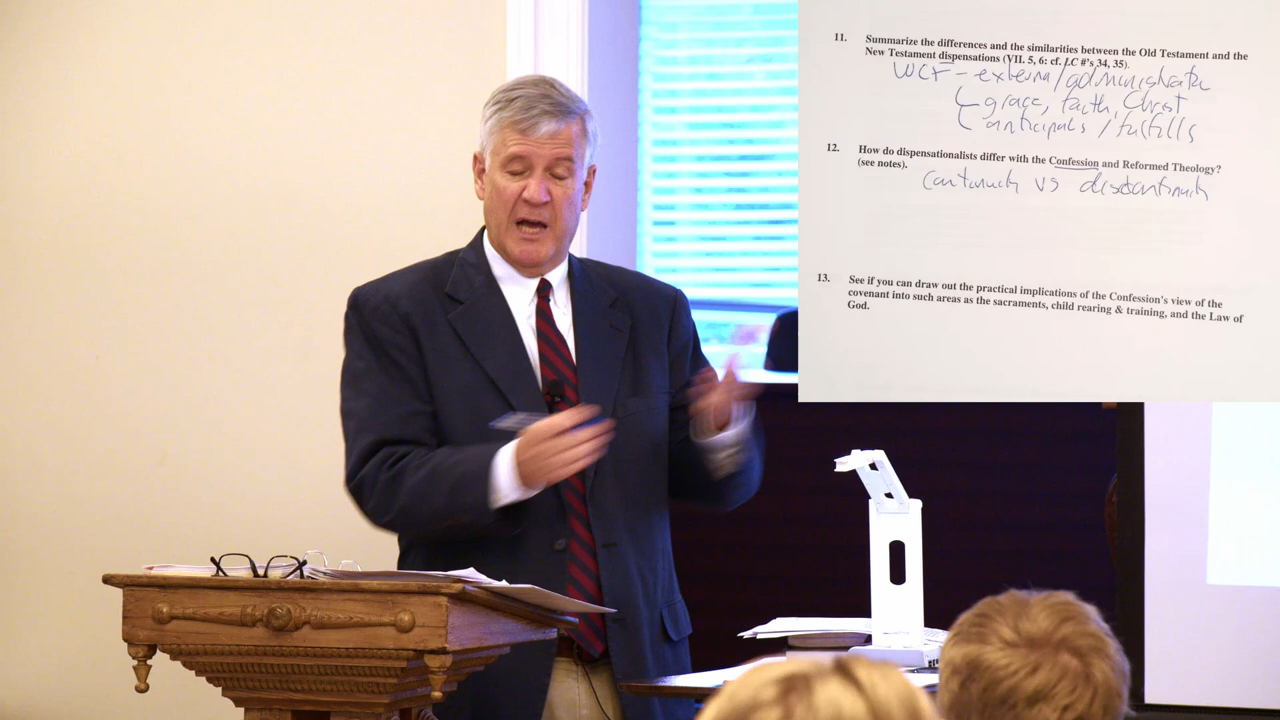 11. Summarize the differences and the similarities between the Old Testament and the
New Testament dispensations (VII. 5, 6: cf. LC #'s 34, 35).
WCF - external/administrater
grace, faith, Christ
anticipats / fulfills
12. How do dispensationalists differ with the Confession and Reformed Theology?
(see notes).
continuity vs discontinuity
13. See if you can draw out the practical implications of the Confession's view of the
covenant into such areas as the sacraments, child rearing & training, and the Law of
God.